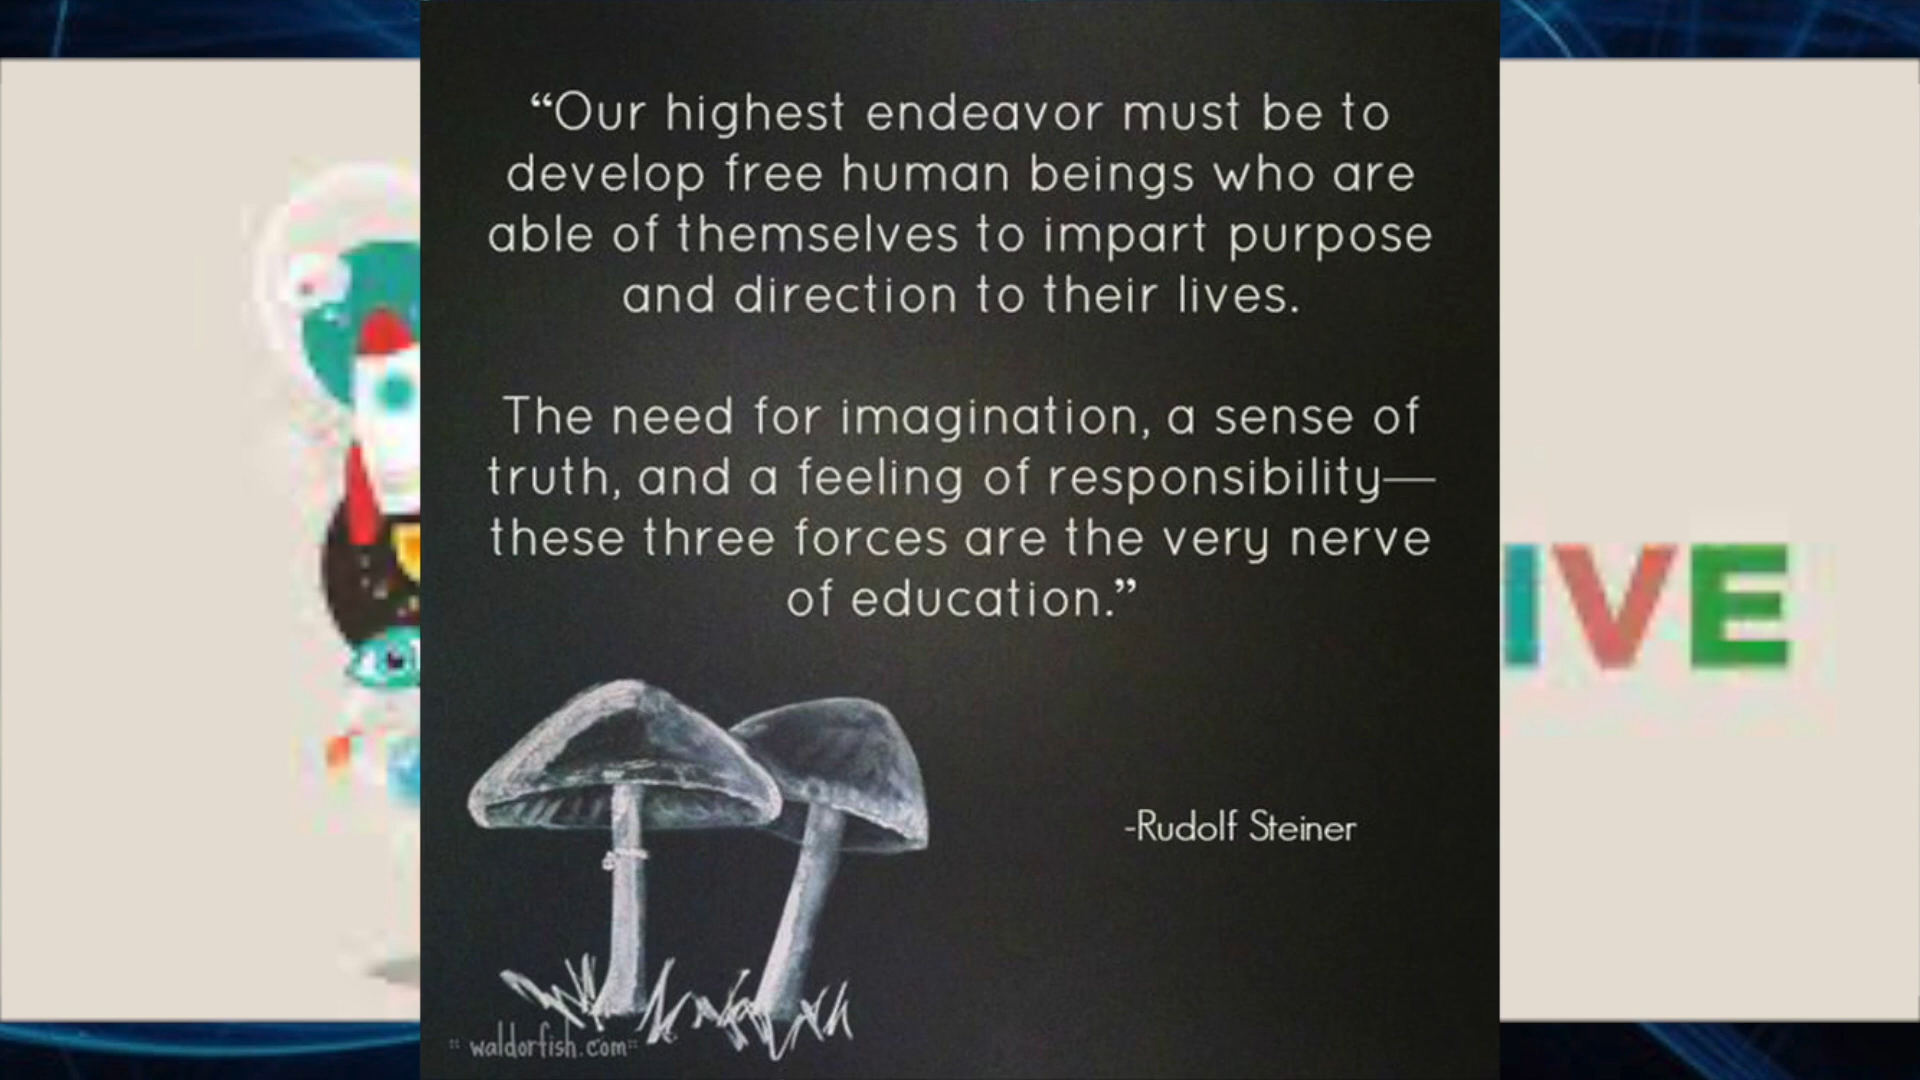 “Our highest endeavor must be to
develop free human beings who are
able of themselves to impart purpose
and direction to their lives.
The need for imagination, a sense of
truth, and a feeling of responsibility—
these three forces are the very nerve
of education.”
-Rudolf Steiner
:: waldorfish.com::
IVE